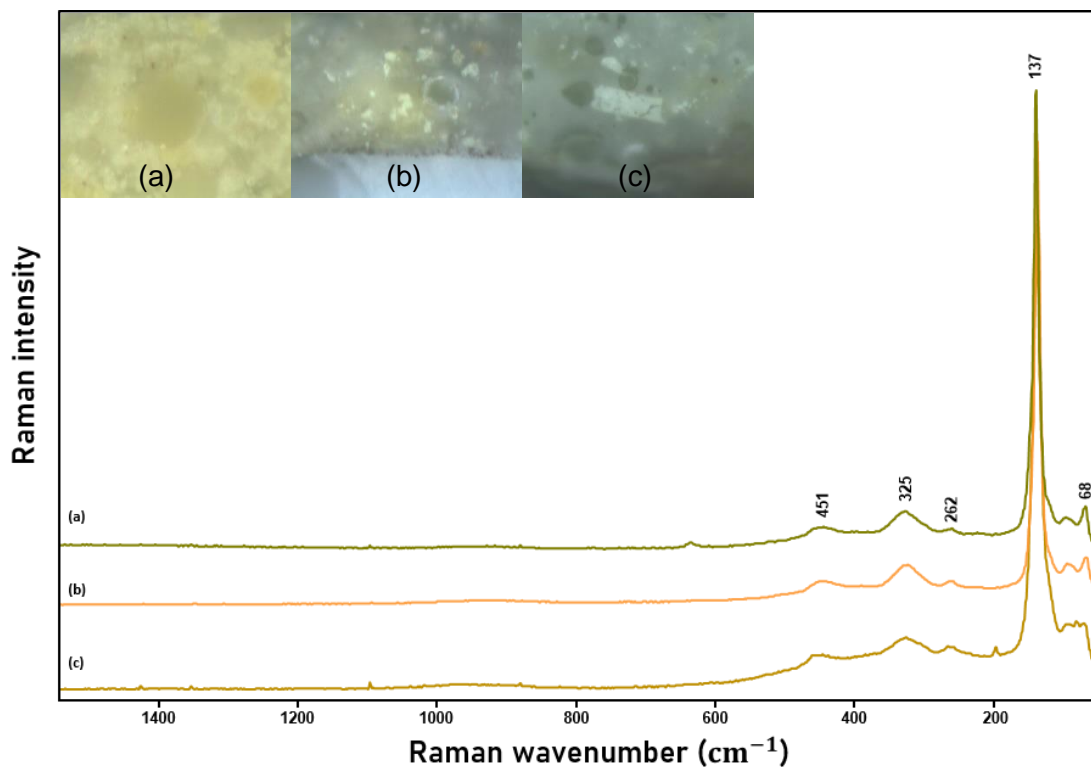 (a) (b) (c)
137
451 325 262 68
(a)
(b)
(c)
Raman intensity
1400 1200 1000 800 600 400 200
Raman wavenumber (cm⁻¹)